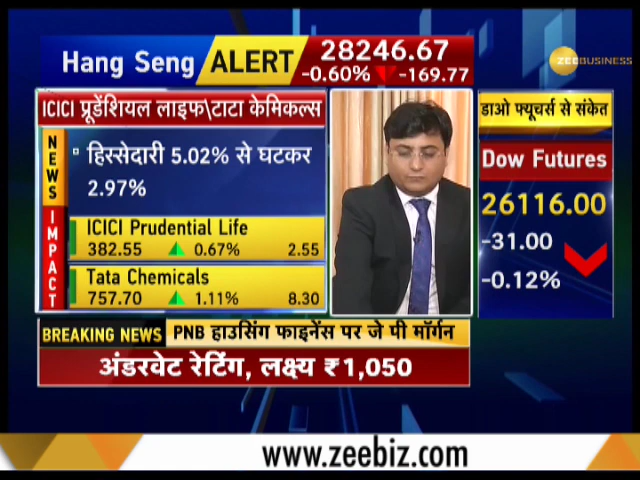 Hang Seng
ALERT
28246.67
-0.60% -169.77
ZEEBUSINESS
ICICI प्रूडेंशियल लाइफ\टाटा केमिकल्स
NEWS
IMPACT
हिस्सेदारी 5.02% से घटकर
2.97%
ICICI Prudential Life
382.55 0.67% 2.55
Tata Chemicals
757.70 1.11% 8.30
डाओ फ्यूचर्स से संकेत
Dow Futures
26116.00
-31.00
-0.12%
BREAKING NEWS
PNB हाउसिंग फाइनेंस पर जे पी मॉर्गन
अंडरवेट रेटिंग, लक्ष्य ₹1,050
www.zeebiz.com